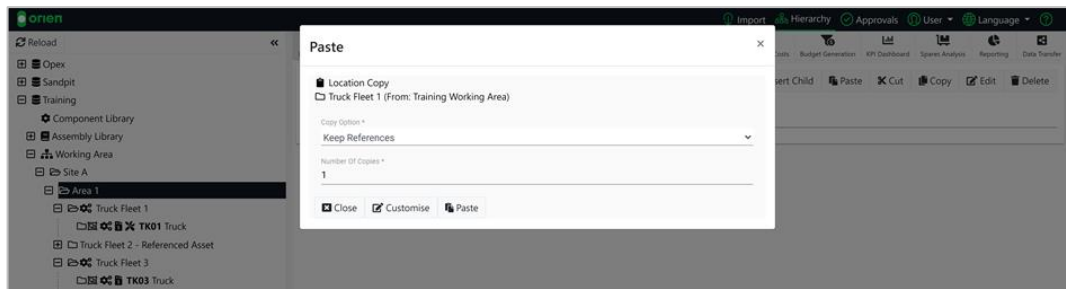 orien
Import Hierarchy Approvals User Language
Reload
Opex
Sandpit
Training
Component Library
Assembly Library
Working Area
Site A
Area 1
Truck Fleet 1
TK01 Truck
Truck Fleet 2 - Referenced Asset
Truck Fleet 3
TK03 Truck
Paste
Location Copy
Truck Fleet 1 (From: Training Working Area)
Copy Option *
Keep References
Number Of Copies *
1
Close Customise Paste
Costs Budget Generation KPI Dashboard Spares Analysis Reporting Data Transfer
sert Child Paste Cut Copy Edit Delete